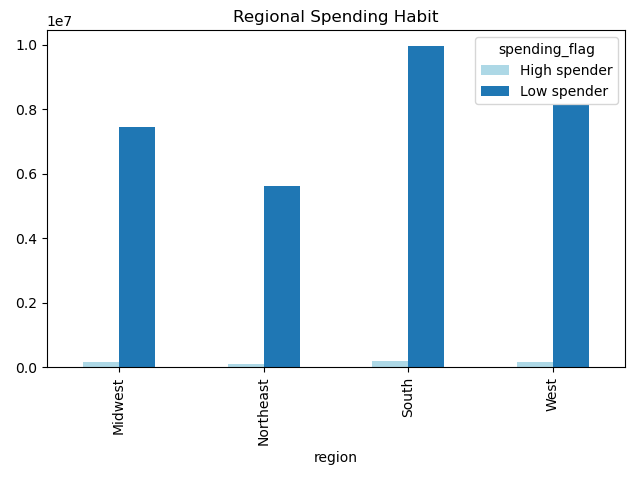 Regional Spending Habit
1e7
1.0
0.8
0.6
0.4
0.2
0.0
spending_flag
High spender
Low spender
Midwest
Northeast
South
West
region